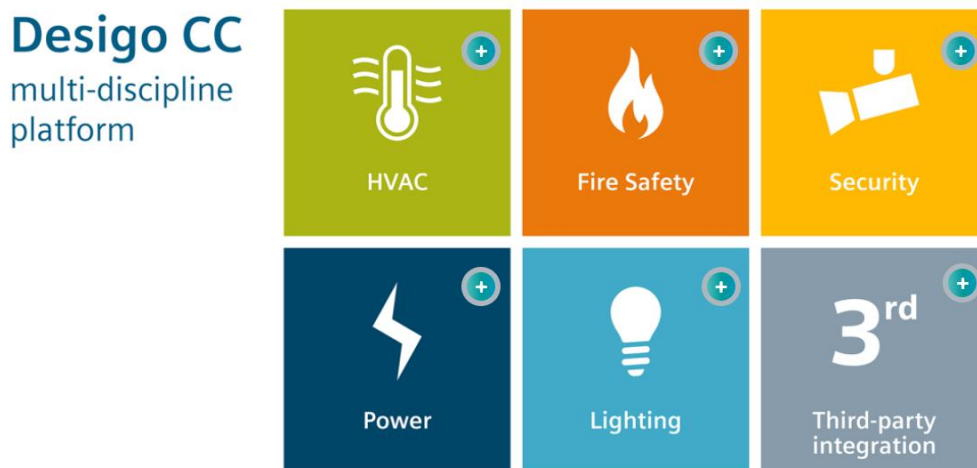 Desigo CC
multi-discipline
platform
HVAC
Fire Safety
Security
Power
Lighting
3rd
Third-party
integration